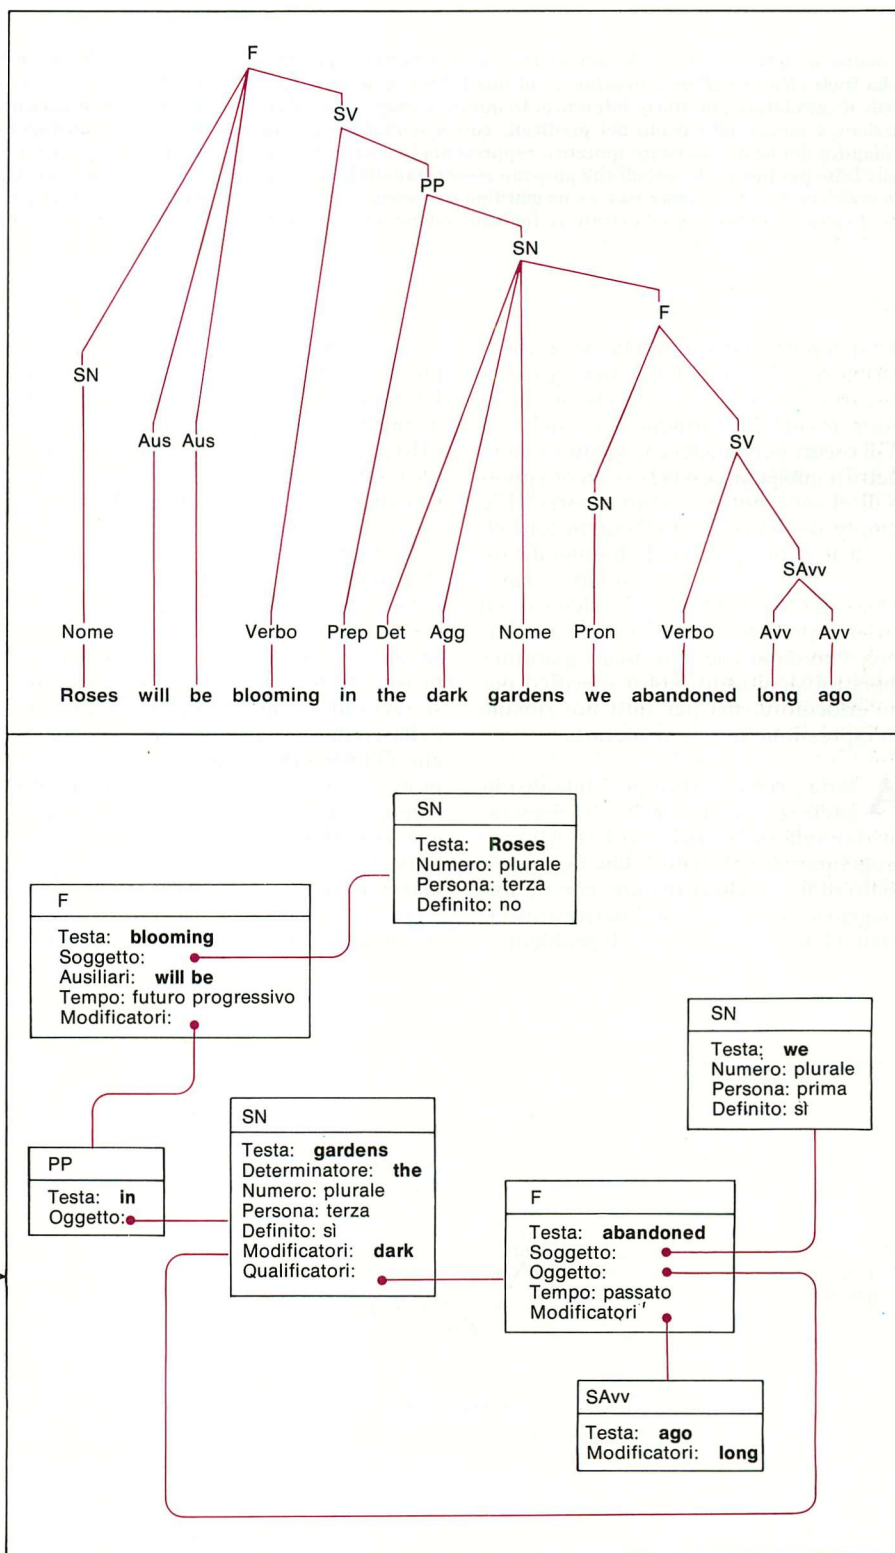 F
SV
PP
SN
F
SN
Aus Aus
SV
SN
SAvv
Nome Verbo Prep Det Agg Nome Pron Verbo Avv Avv
Roses will be blooming in the dark gardens we abandoned long ago
SN
Testa: Roses
Numero: plurale
Persona: terza
Definito: no
F
Testa: blooming
Soggetto:
Ausiliari: will be
Tempo: futuro progressivo
Modificatori:
SN
Testa: we
Numero: plurale
Persona: prima
Definito: sì
PP
Testa: in
Oggetto:
SN
Testa: gardens
Determinatore: the
Numero: plurale
Persona: terza
Definito: sì
Modificatori: dark
Qualificatori:
F
Testa: abandoned
Soggetto:
Oggetto:
Tempo: passato
Modificatori
SAvv
Testa: ago
Modificatori: long